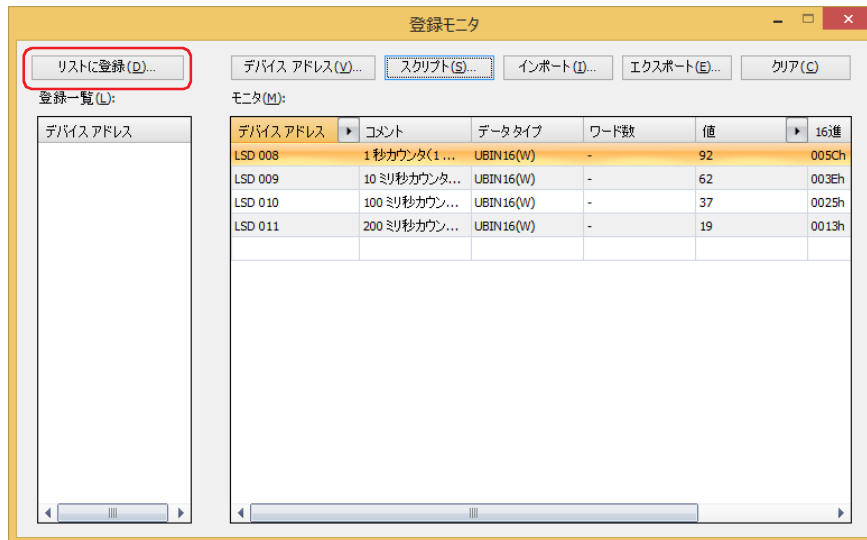 登録モニタ
リストに登録(D)... デバイス アドレス(V)... スクリプト(S)... インポート(I)... エクスポート(E)... クリア(C)
登録一覧(L): モニタ(M):
デバイス アドレス デバイス アドレス コメント データ タイプ ワード数 値 16進
LSD 008 1 秒カウンタ(1 ... UBIN16(W) - 92 005Ch
LSD 009 10 ミリ秒カウンタ... UBIN16(W) - 62 003Eh
LSD 010 100 ミリ秒カウン... UBIN16(W) - 37 0025h
LSD 011 200 ミリ秒カウン... UBIN16(W) - 19 0013h